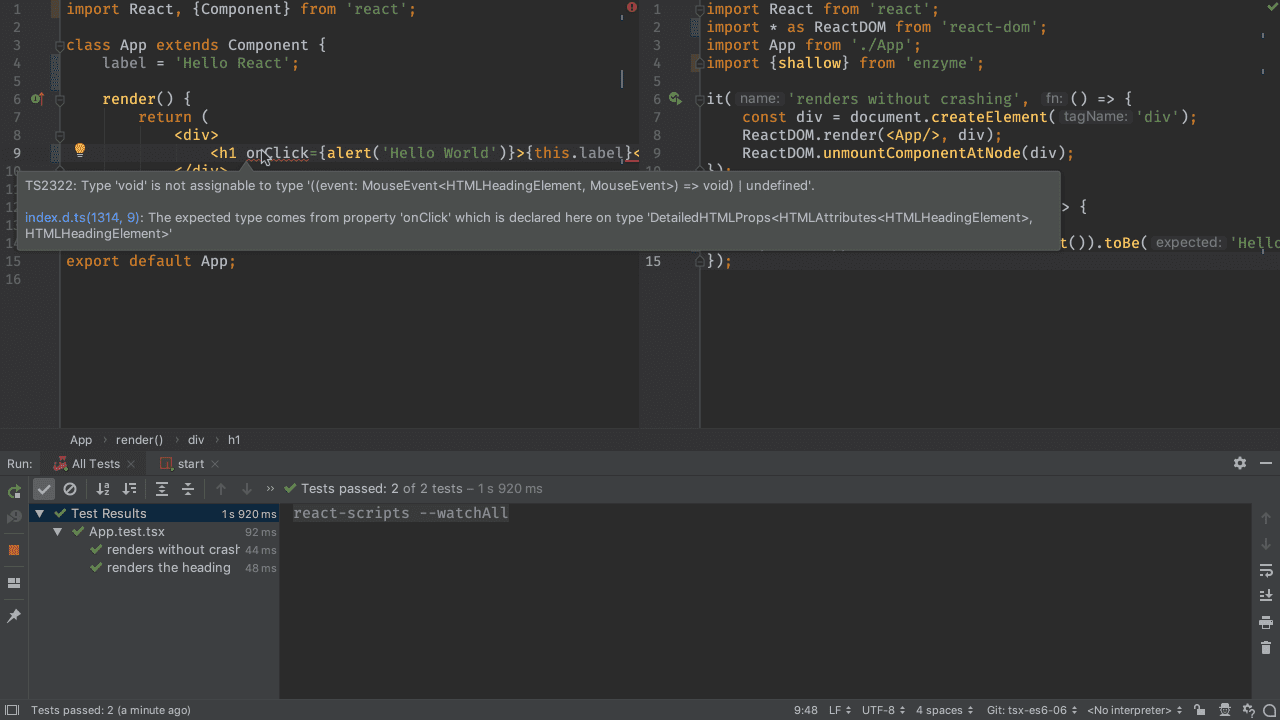 1 import React, {Component} from 'react';
2
3 class App extends Component {
4 label = 'Hello React';
5
6 render() {
7 return (
8 <div>
9 <h1 onClick={alert('Hello World')}>{this.label}<
10 </div>
TS2322: Type 'void' is not assignable to type '((event: MouseEvent<HTMLHeadingElement, MouseEvent>) => void) | undefined'.
index.d.ts(1314, 9): The expected type comes from property 'onClick' which is declared here on type 'DetailedHTMLProps<HTMLAttributes<HTMLHeadingElement>,
HTMLHeadingElement>'
15 export default App;
16
1 import React from 'react';
2 import * as ReactDOM from 'react-dom';
3 import App from './App';
4 import {shallow} from 'enzyme';
5
6 it( name: 'renders without crashing', fn: () => {
7 const div = document.createElement( tagName: 'div');
8 ReactDOM.render(<App/>, div);
9 ReactDOM.unmountComponentAtNode(div);
10 });
> {
t()).toBe( expected: 'Hello
15 });
App › render() › div › h1
Run: All Tests × start ×
» Tests passed: 2 of 2 tests – 1 s 920 ms
Test Results 1 s 920 ms
App.test.tsx 92 ms
renders without crash 44 ms
renders the heading 48 ms
react-scripts --watchAll
Tests passed: 2 (a minute ago)
9:48 LF UTF-8 4 spaces Git: tsx-es6-06 <No interpreter>